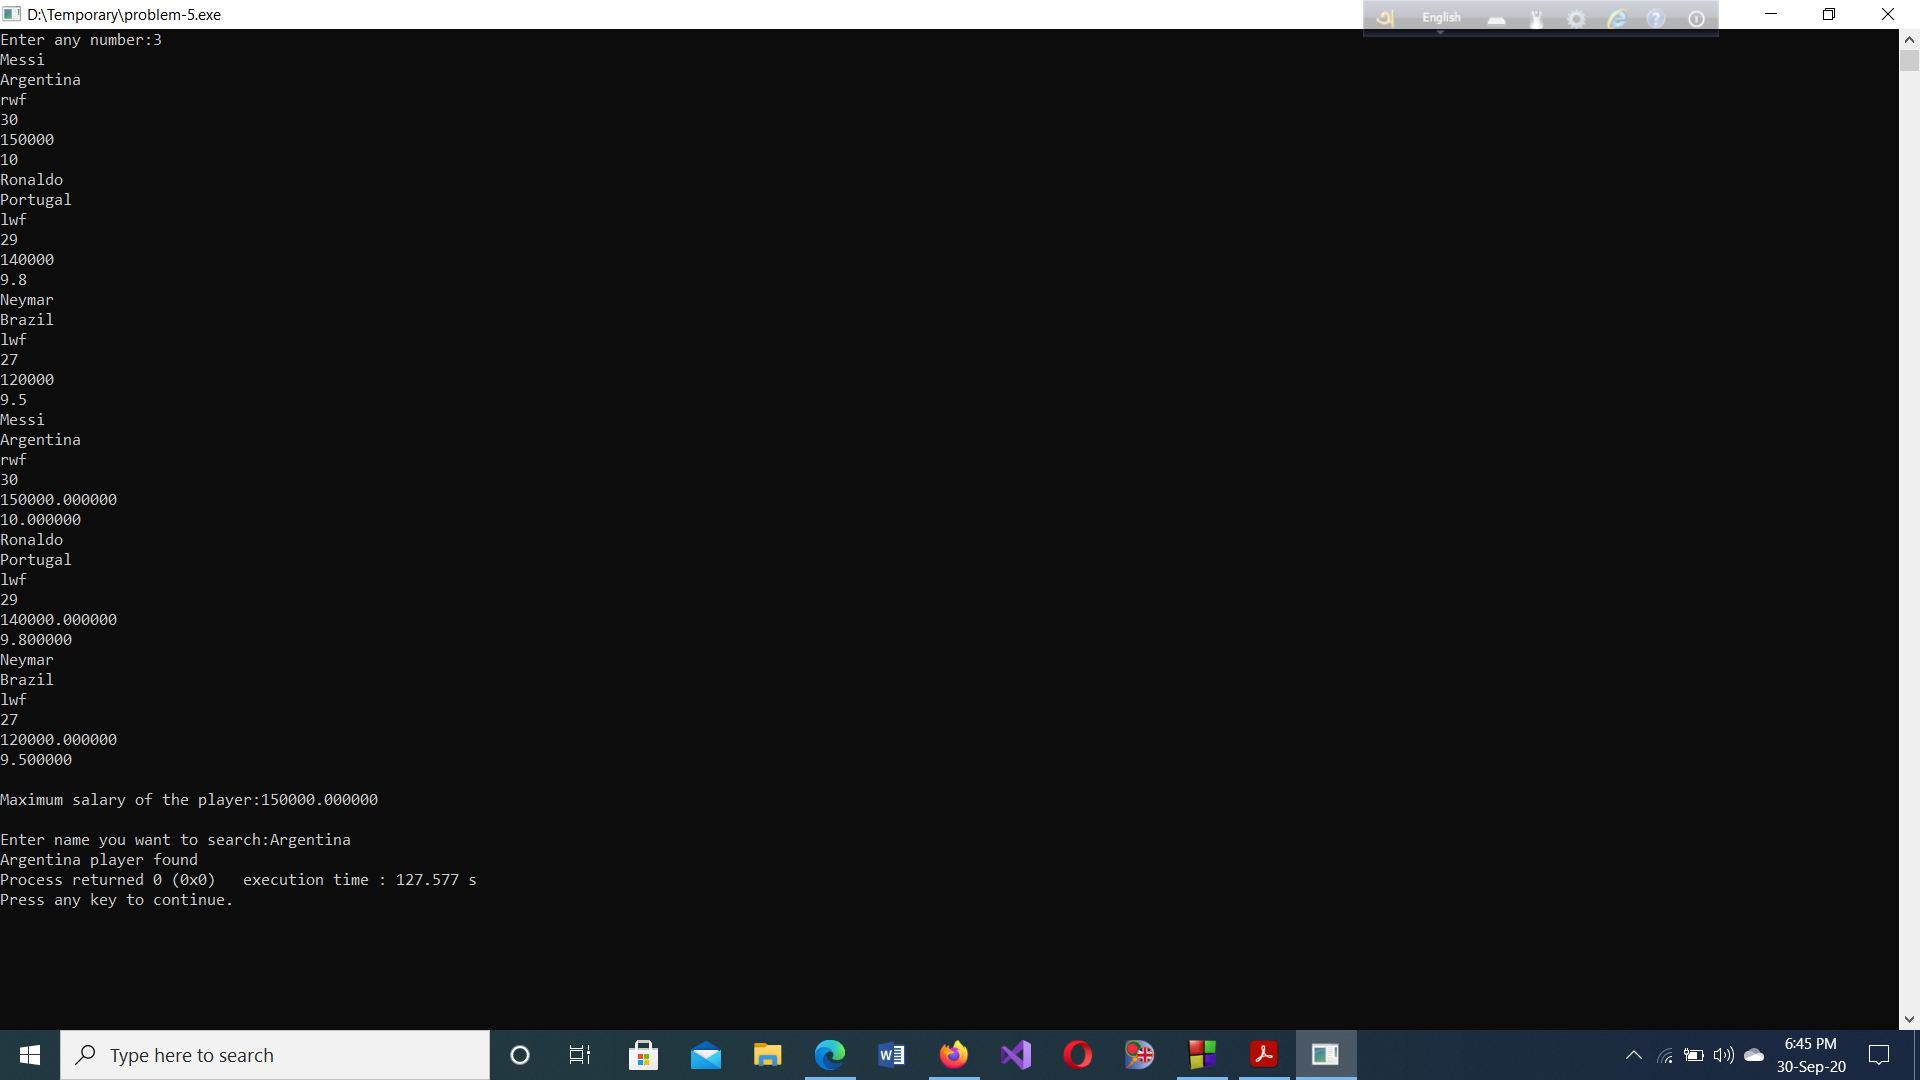 D:\Temporary\problem-5.exe
English
Enter any number:3
Messi
Argentina
rwf
30
150000
10
Ronaldo
Portugal
lwf
29
140000
9.8
Neymar
Brazil
lwf
27
120000
9.5
Messi
Argentina
rwf
30
150000.000000
10.000000
Ronaldo
Portugal
lwf
29
140000.000000
9.800000
Neymar
Brazil
lwf
27
120000.000000
9.500000
Maximum salary of the player:150000.000000
Enter name you want to search:Argentina
Argentina player found
Process returned 0 (0x0)   execution time : 127.577 s
Press any key to continue.
Type here to search
6:45 PM
30-Sep-20